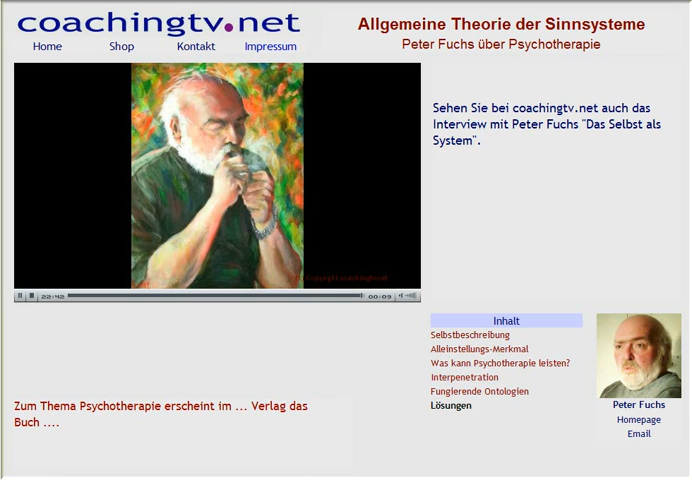 coachingtv.net
Home Shop Kontakt Impressum
Allgemeine Theorie der Sinnsysteme
Peter Fuchs über Psychotherapie
Sehen Sie bei coachingtv.net auch das
Interview mit Peter Fuchs "Das Selbst als
System".
22:42 00:09
Inhalt
Selbstbeschreibung
Alleinstellungs-Merkmal
Was kann Psychotherapie leisten?
Interpenetration
Fungierende Ontologien
Lösungen
Peter Fuchs
Homepage
Email
Zum Thema Psychotherapie erscheint im ... Verlag das
Buch ....